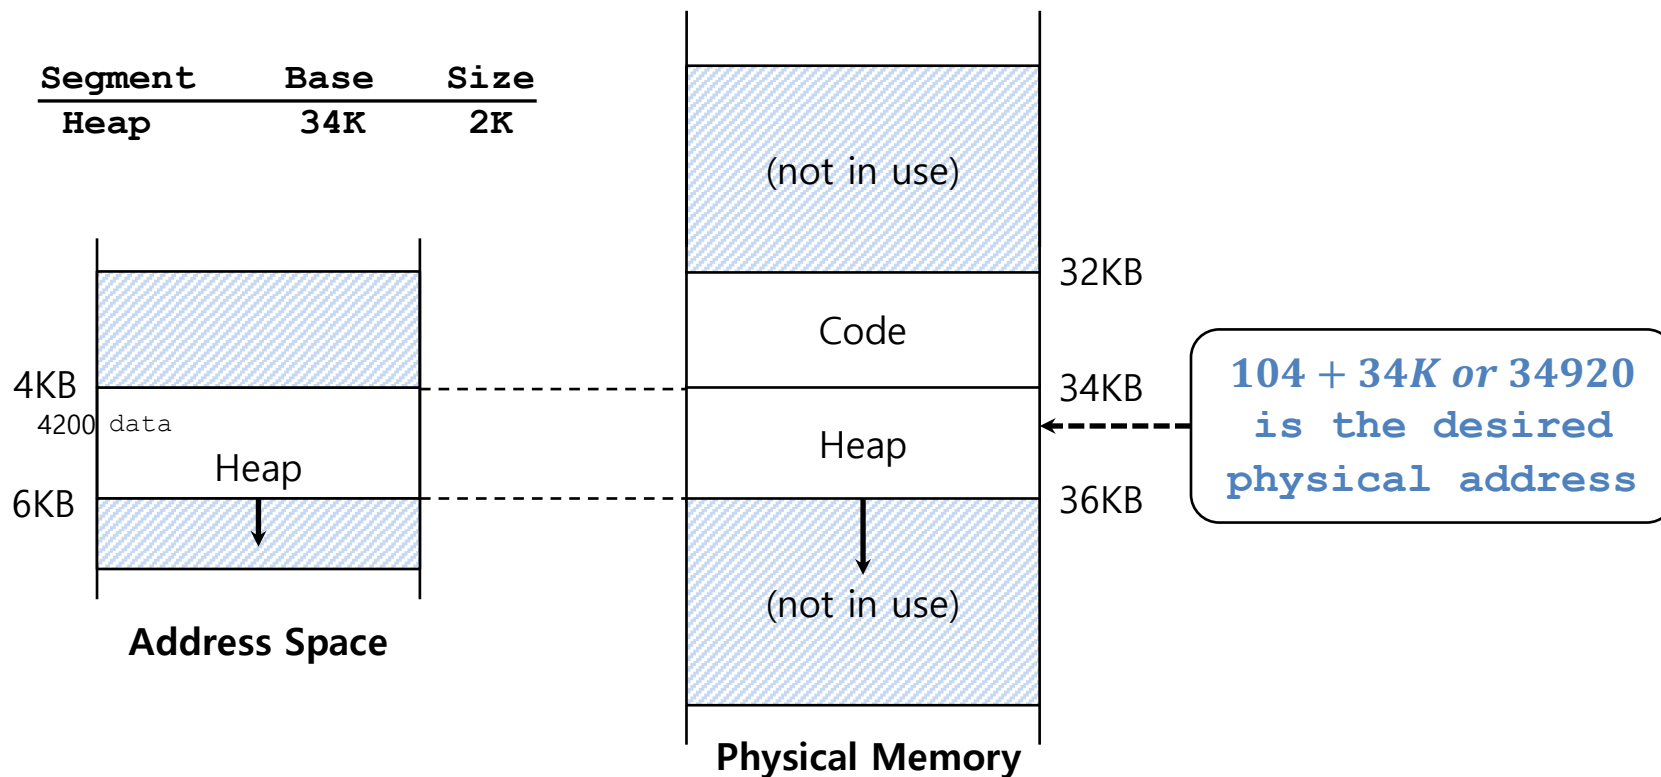 Segment Base Size
Heap 34K 2K
(not in use)
32KB
Code
4KB
34KB
4200 data
Heap
Heap
6KB
36KB
104 + 34K or 34920
is the desired
physical address
(not in use)
Address Space
Physical Memory